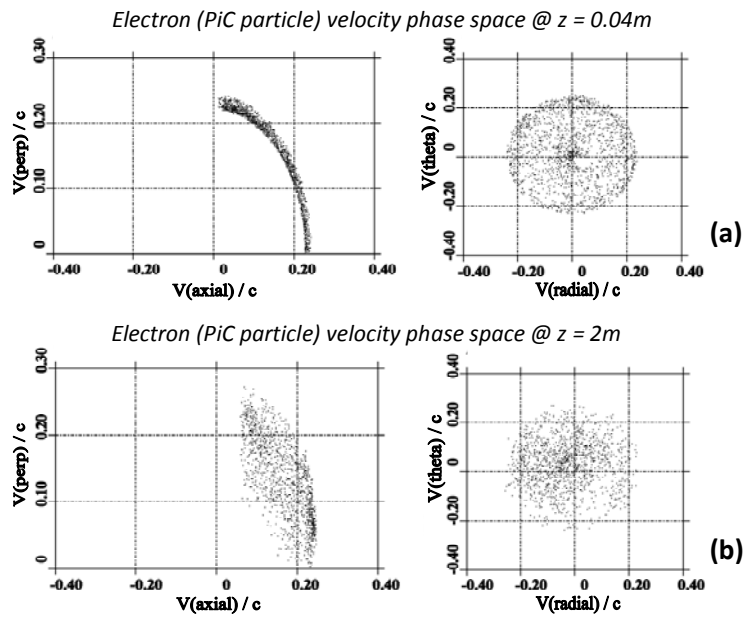 Electron (PiC particle) velocity phase space @ z = 0.04m
0.30
0.20
0.10
0
V(perp) / c
-0.40 -0.20 0 0.20 0.40
V(axial) / c
0.40
0.20
0
-0.20
-0.40
V(theta) / c
-0.40 -0.20 0 0.20 0.40
V(radial) / c
(a)
Electron (PiC particle) velocity phase space @ z = 2m
0.30
0.20
0.10
0
V(perp) / c
-0.40 0.20 0 0.20 0.40
V(axial) / c
0.40
0.20
0
-0.20
-0.40
V(theta) / c
-0.40 -0.20 0 0.20 0.40
V(radial) / c
(b)